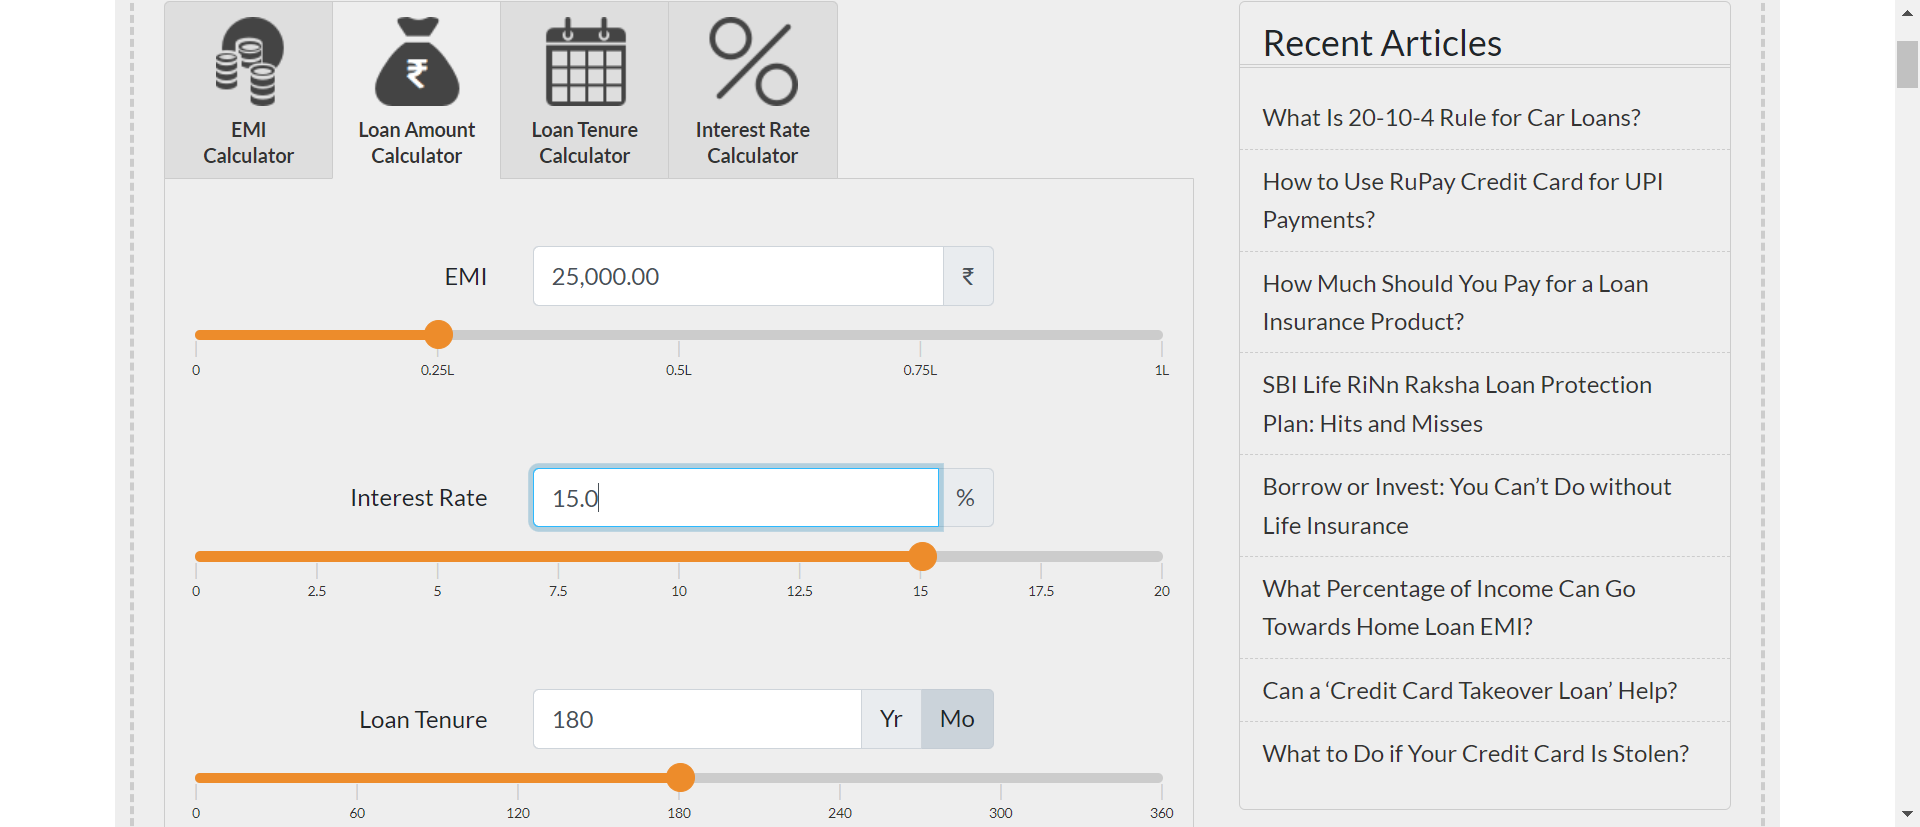 EMI
Calculator
Loan Amount
Calculator
Loan Tenure
Calculator
Interest Rate
Calculator
EMI
25,000.00
₹
0
0.25L
0.5L
0.75L
1L
Interest Rate
15.0
%
0
2.5
5
7.5
10
12.5
15
17.5
20
Loan Tenure
180
Yr
Mo
0
60
120
180
240
300
360
Recent Articles
What Is 20-10-4 Rule for Car Loans?
How to Use RuPay Credit Card for UPI
Payments?
How Much Should You Pay for a Loan
Insurance Product?
SBI Life RiNn Raksha Loan Protection
Plan: Hits and Misses
Borrow or Invest: You Can’t Do without
Life Insurance
What Percentage of Income Can Go
Towards Home Loan EMI?
Can a ‘Credit Card Takeover Loan’ Help?
What to Do if Your Credit Card Is Stolen?